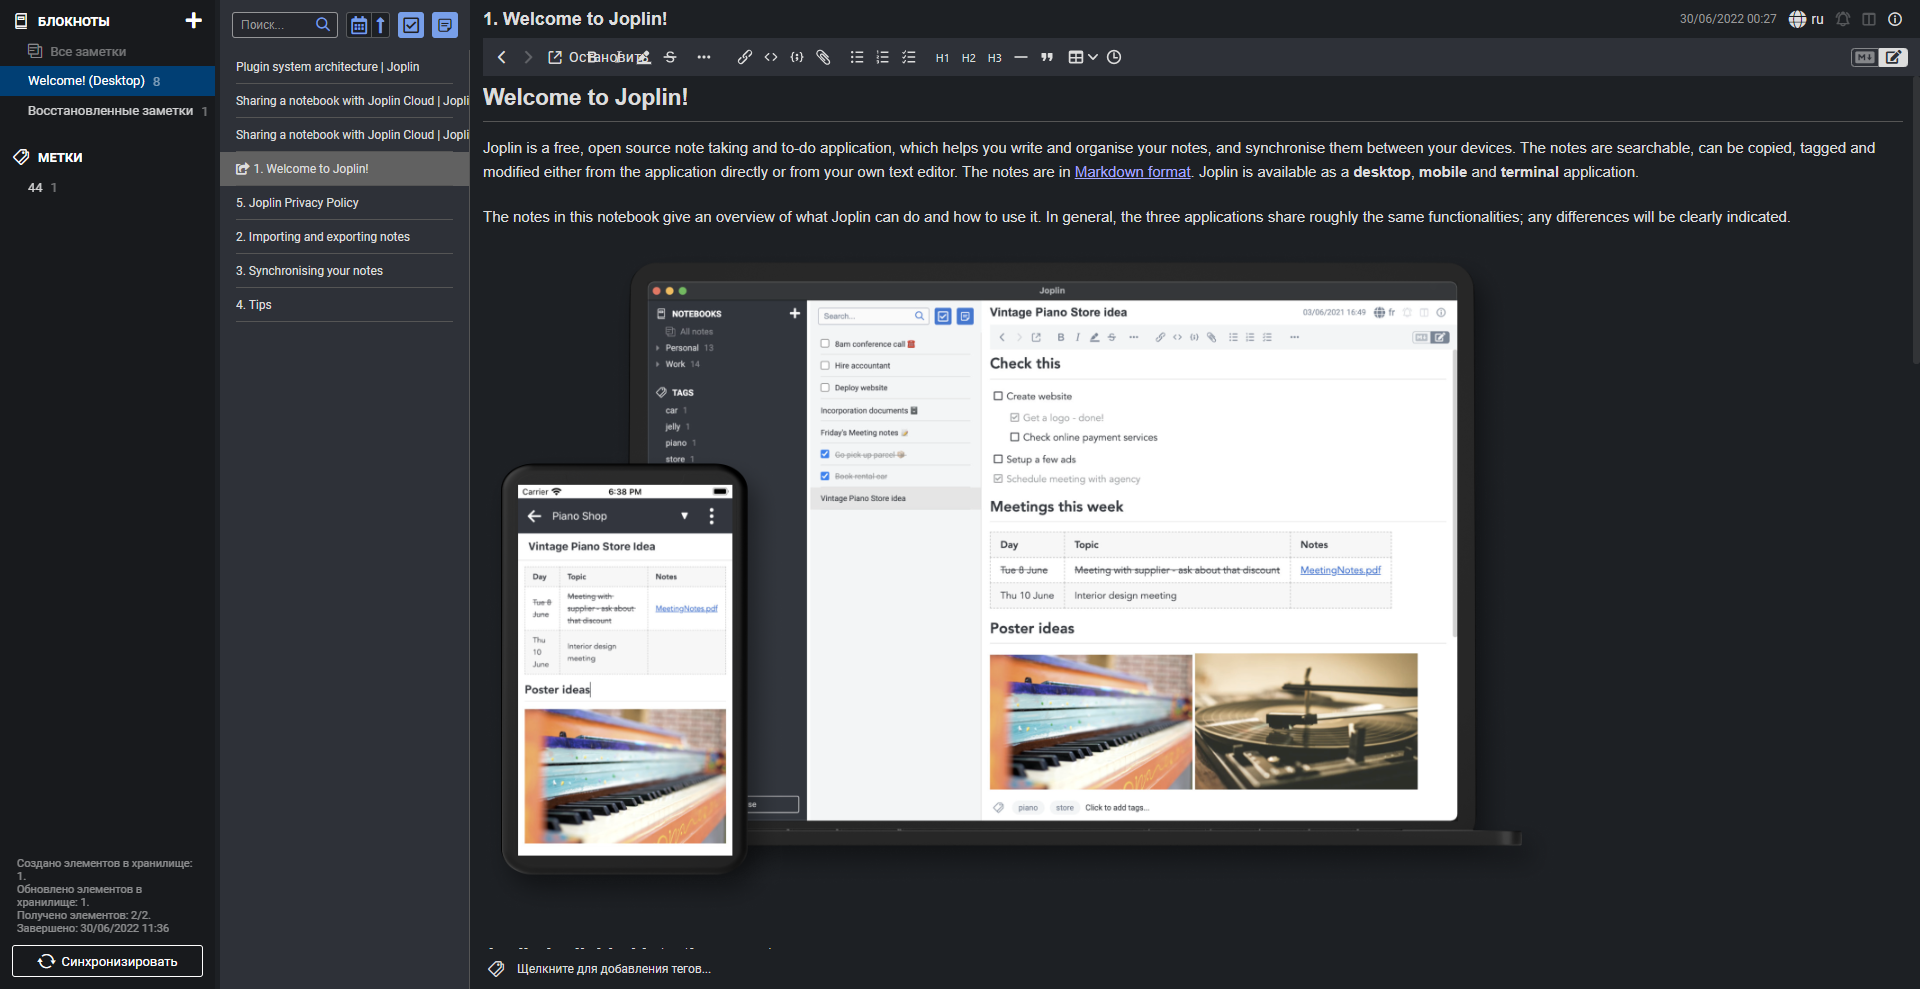 БЛОКНОТЫ
Все заметки
Welcome! (Desktop) 8
Восстановленные заметки 1
МЕТКИ
44 1
Создано элементов в хранилище:
1.
Обновлено элементов в
хранилище: 1.
Получено элементов: 2/2.
Завершено: 30/06/2022 11:36
Синхронизировать
Поиск...
Plugin system architecture | Joplin
Sharing a notebook with Joplin Cloud | Jopli
Sharing a notebook with Joplin Cloud | Jopli
1. Welcome to Joplin!
5. Joplin Privacy Policy
2. Importing and exporting notes
3. Synchronising your notes
4. Tips
1. Welcome to Joplin!
30/06/2022 00:27 ru
Остановить
H1 H2 H3
Welcome to Joplin!
Joplin is a free, open source note taking and to-do application, which helps you write and organise your notes, and synchronise them between your devices. The notes are searchable, can be copied, tagged and
modified either from the application directly or from your own text editor. The notes are in Markdown format. Joplin is available as a desktop, mobile and terminal application.
The notes in this notebook give an overview of what Joplin can do and how to use it. In general, the three applications share roughly the same functionalities; any differences will be clearly indicated.
Joplin
NOTEBOOKS
All notes
Personal 13
Work 14
TAGS
car 1
jelly 1
piano 1
store 1
se
Search...
8am conference call
Hire accountant
Deploy website
Incorporation documents
Friday's Meeting notes
Go pick up parcel
Book rental car
Vintage Piano Store idea
Vintage Piano Store idea
03/06/2021 16:49 fr
B I S
Check this
Create website
Get a logo - done!
Check online payment services
Setup a few ads
Schedule meeting with agency
Meetings this week
Day Topic Notes
Tue 8 June Meeting with supplier - ask about that discount MeetingNotes.pdf
Thu 10 June Interior design meeting
Poster ideas
piano store Click to add tags...
Carrier 6:38 PM
Piano Shop
Vintage Piano Store Idea
Day Topic Notes
Tue 8
June
Meeting with
supplier - ask about
that discount
MeetingNotes.pdf
Thu
10
June
Interior design
meeting
Poster ideas
Щелкните для добавления тегов...